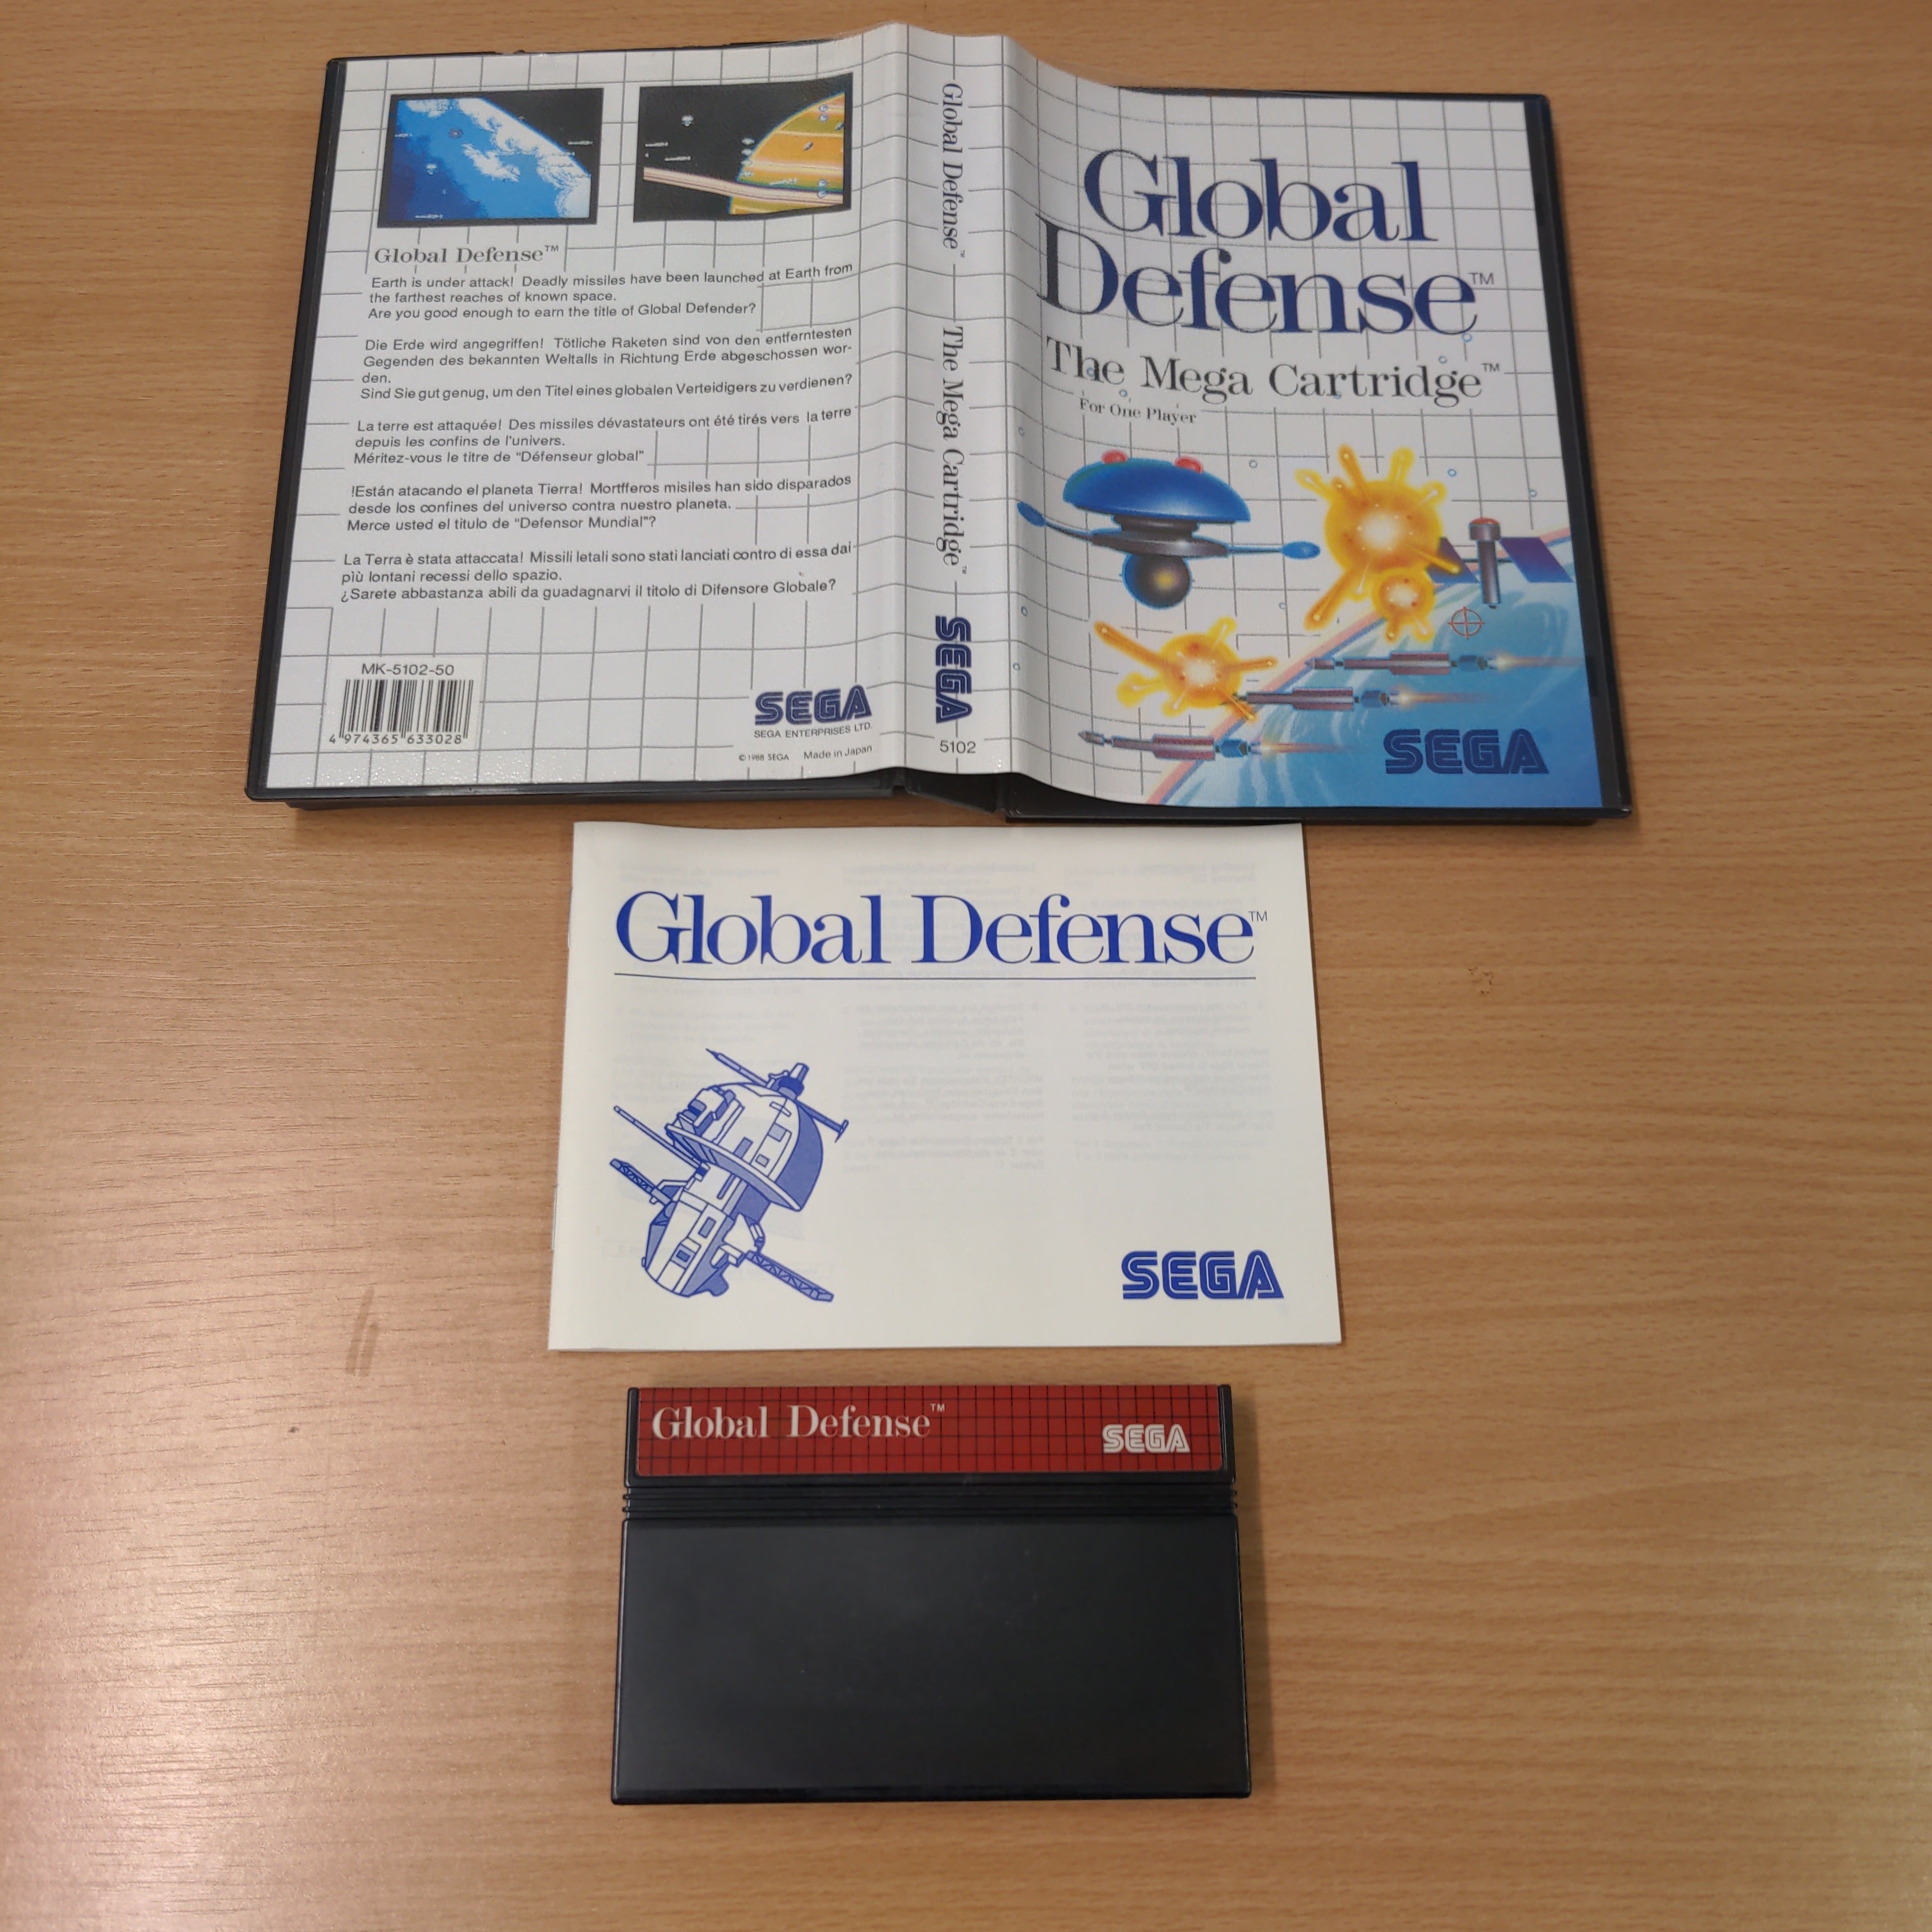 Global Defense™
Earth is under attack! Deadly missiles have been launched at Earth from
the farthest reaches of known space.
Are you good enough to earn the title of Global Defender?
Die Erde wird angegriffen! Tötliche Raketen sind von den entferntesten
Gegenden des bekannten Weltalls in Richtung Erde abgeschossen wor-
den.
Sind Sie gut genug, um den Titel eines globalen Verteidigers zu verdienen?
La terre est attaquée! Des missiles dévastateurs ont été tirés vers la terre
depuis les confins de l'univers.
Méritez-vous le titre de "Défenseur global"
!Están atacando el planeta Tierra! Mortfferos misiles han sido disparados
desde los confines del universo contra nuestro planeta.
Merce usted el titulo de "Defensor Mundial"?
La Terra è stata attaccata! Missili letali sono stati lanciati contro di essa dai
più lontani recessi dello spazio.
¿Sarete abbastanza abili da guadagnarvi il titolo di Difensore Globale?
MK-5102-50
4 974365 633028
SEGA
SEGA ENTERPRISES LTD.
© 1988 SEGA Made in Japan
Global Defense™
The Mega Cartridge™
SEGA
5102
Global
Defense™
The Mega Cartridge™
For One Player
SEGA
Global Defense™
SEGA
Global Defense™
SEGA